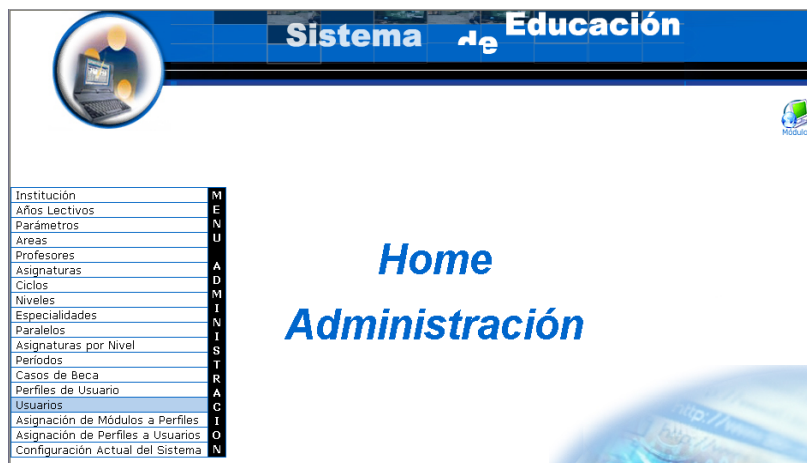 Sistema de Educación
Módulo
Institución
Años Lectivos
Parámetros
Areas
Profesores
Asignaturas
Ciclos
Niveles
Especialidades
Paralelos
Asignaturas por Nivel
Períodos
Casos de Beca
Perfiles de Usuario
Usuarios
Asignación de Módulos a Perfiles
Asignación de Perfiles a Usuarios
Configuración Actual del Sistema
MENU ADMINISTRACION
Home
Administración
http://w